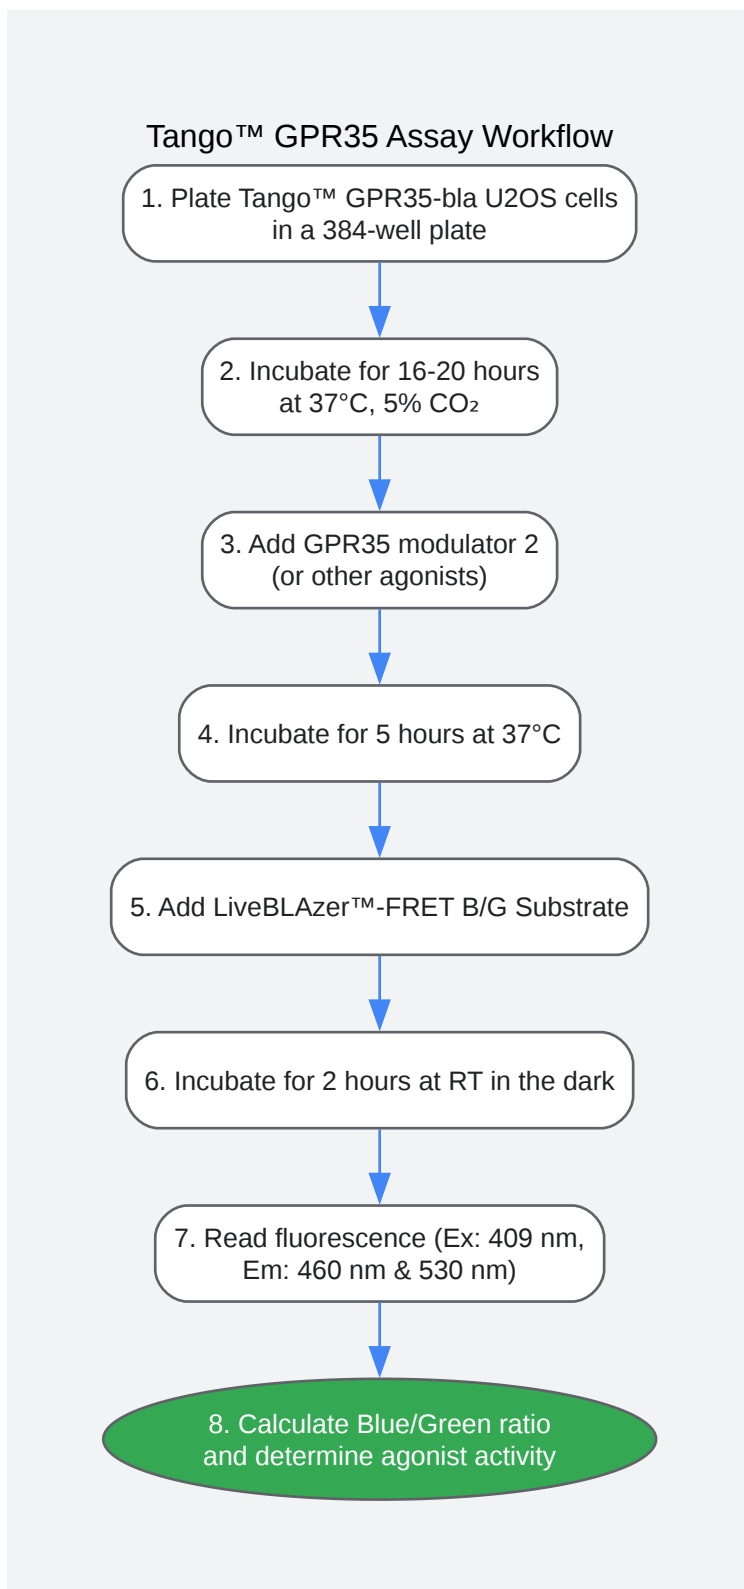 Tango™ GPR35 Assay Workflow
1. Plate Tango™ GPR35-bla U2OS cells
in a 384-well plate
2. Incubate for 16-20 hours
at 37°C, 5% CO₂
3. Add GPR35 modulator 2
(or other agonists)
4. Incubate for 5 hours at 37°C
5. Add LiveBLAzer™-FRET B/G Substrate
6. Incubate for 2 hours at RT in the dark
7. Read fluorescence (Ex: 409 nm,
Em: 460 nm & 530 nm)
8. Calculate Blue/Green ratio
and determine agonist activity